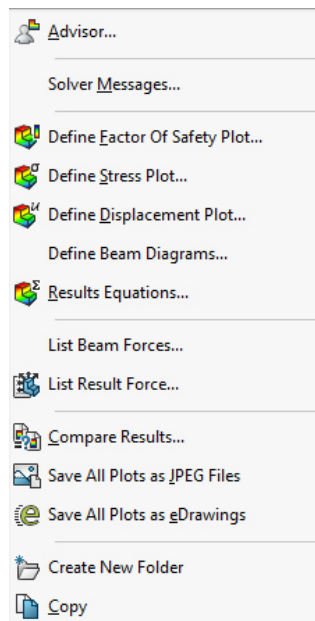 Advisor...
Solver Messages...
Define Factor Of Safety Plot...
Define Stress Plot...
Define Displacement Plot...
Define Beam Diagrams...
Results Equations...
List Beam Forces...
List Result Force...
Compare Results...
Save All Plots as JPEG Files
Save All Plots as eDrawings
Create New Folder
Copy